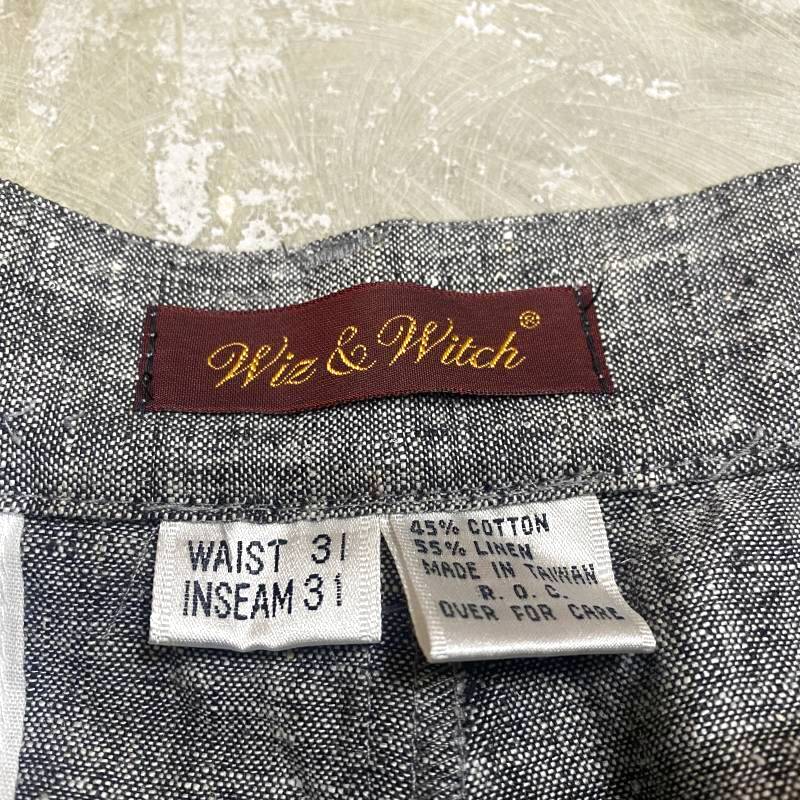 Wiz & Witch®
WAIST 31
INSEAM 31
45% COTTON
55% LINEN
MADE IN TAIWAN
R. O. C.
OVER FOR CARE